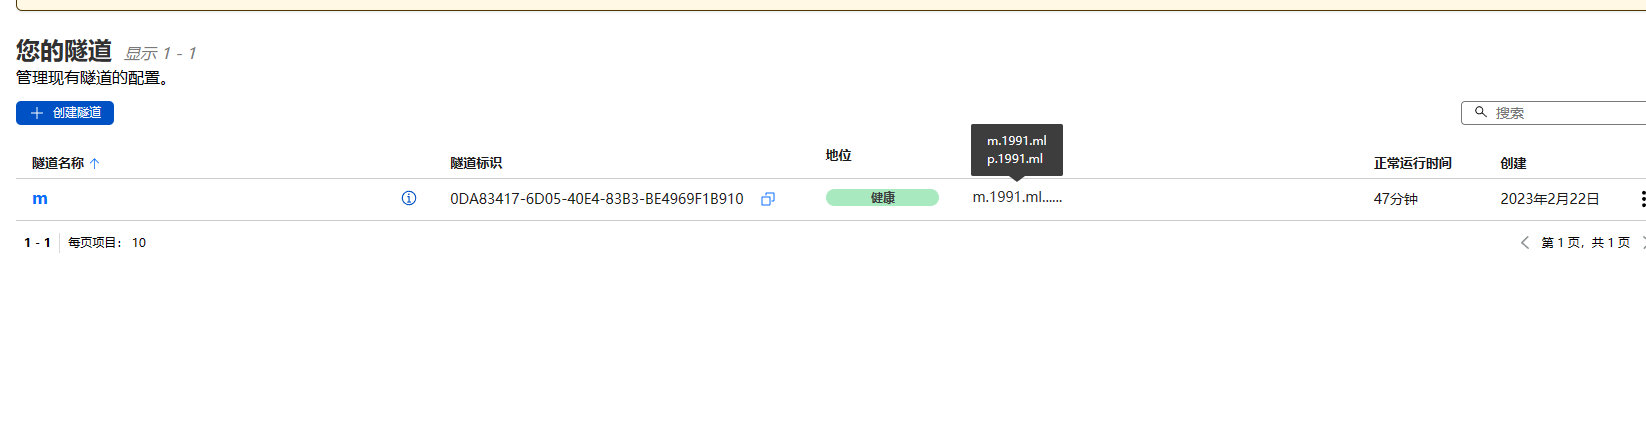 您的隧道 显示 1 - 1
管理现有隧道的配置。
创建隧道
搜索
m.1991.ml
p.1991.ml
隧道名称 隧道标识 地位 正常运行时间 创建
m 0DA83417-6D05-40E4-83B3-BE4969F1B910 健康 m.1991.ml...... 47分钟 2023年2月22日
1 - 1 每页项目： 10 第 1 页，共 1 页